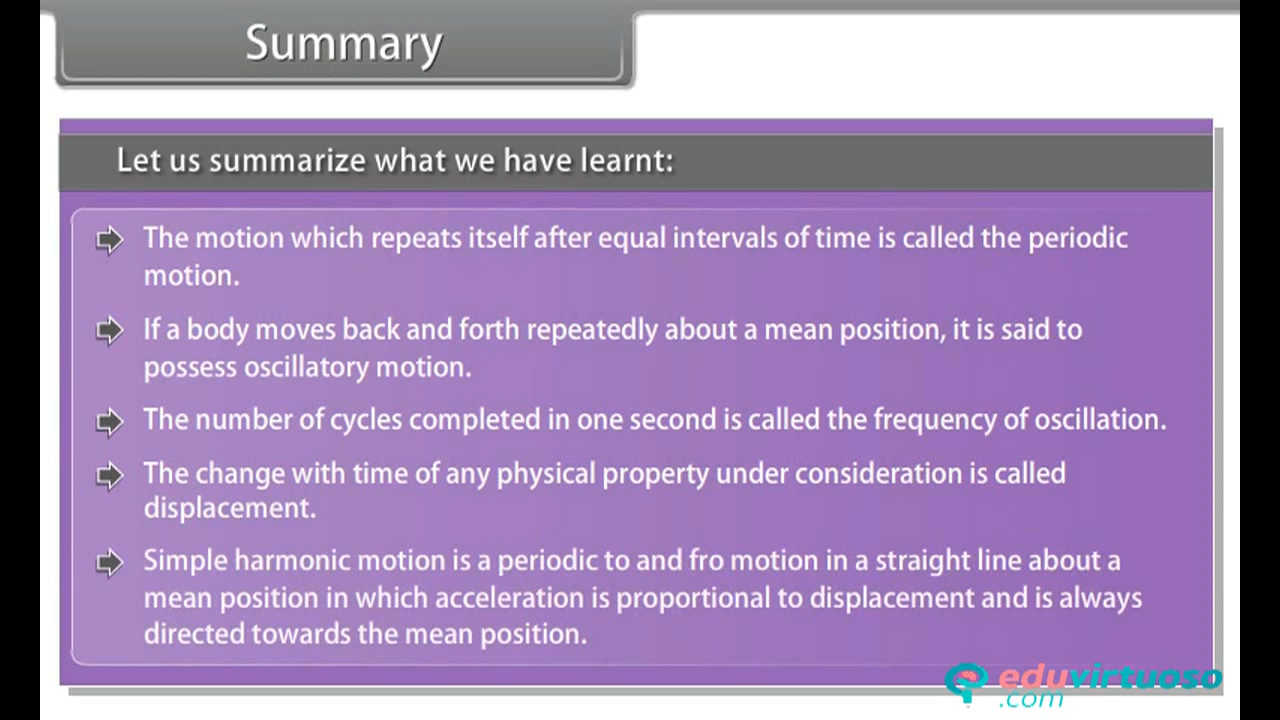 Summary
Let us summarize what we have learnt:
The motion which repeats itself after equal intervals of time is called the periodic
motion.
If a body moves back and forth repeatedly about a mean position, it is said to
possess oscillatory motion.
The number of cycles completed in one second is called the frequency of oscillation.
The change with time of any physical property under consideration is called
displacement.
Simple harmonic motion is a periodic to and fro motion in a straight line about a
mean position in which acceleration is proportional to displacement and is always
directed towards the mean position.
eduvirtuoso
.com